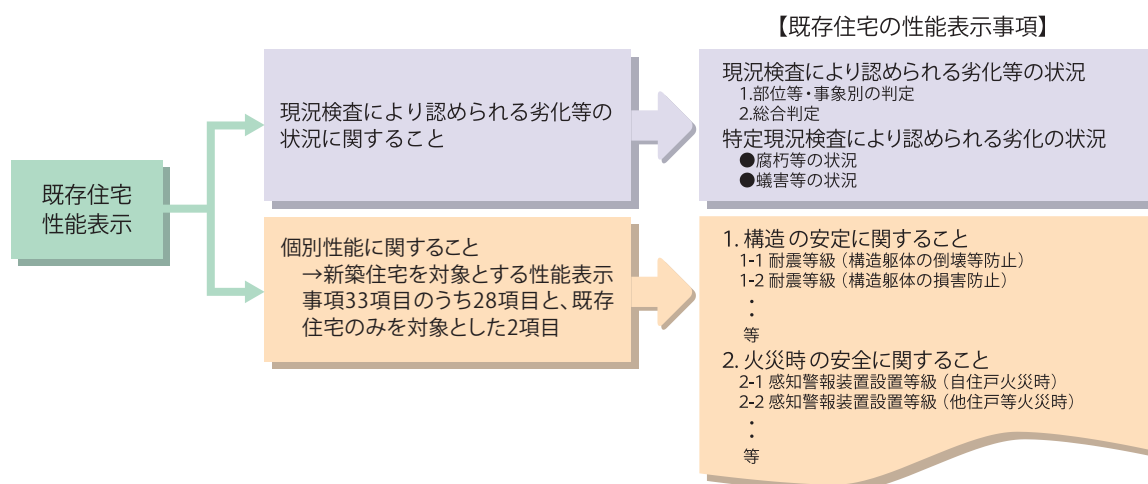 【既存住宅の性能表示事項】
既存住宅
性能表示
現況検査により認められる劣化等の
状況に関すること
現況検査により認められる劣化等の状況
1.部位等・事象別の判定
2.総合判定
特定現況検査により認められる劣化の状況
●腐朽等の状況
●蟻害等の状況
個別性能に関すること
→新築住宅を対象とする性能表示
事項33項目のうち28項目と、既存
住宅のみを対象とした2項目
1. 構造の安定に関すること
1-1 耐震等級（構造躯体の倒壊等防止）
1-2 耐震等級（構造躯体の損害防止）
・
・
等
2. 火災時の安全に関すること
2-1 感知警報装置設置等級（自住戸火災時）
2-2 感知警報装置設置等級（他住戸等火災時）
・
・
等